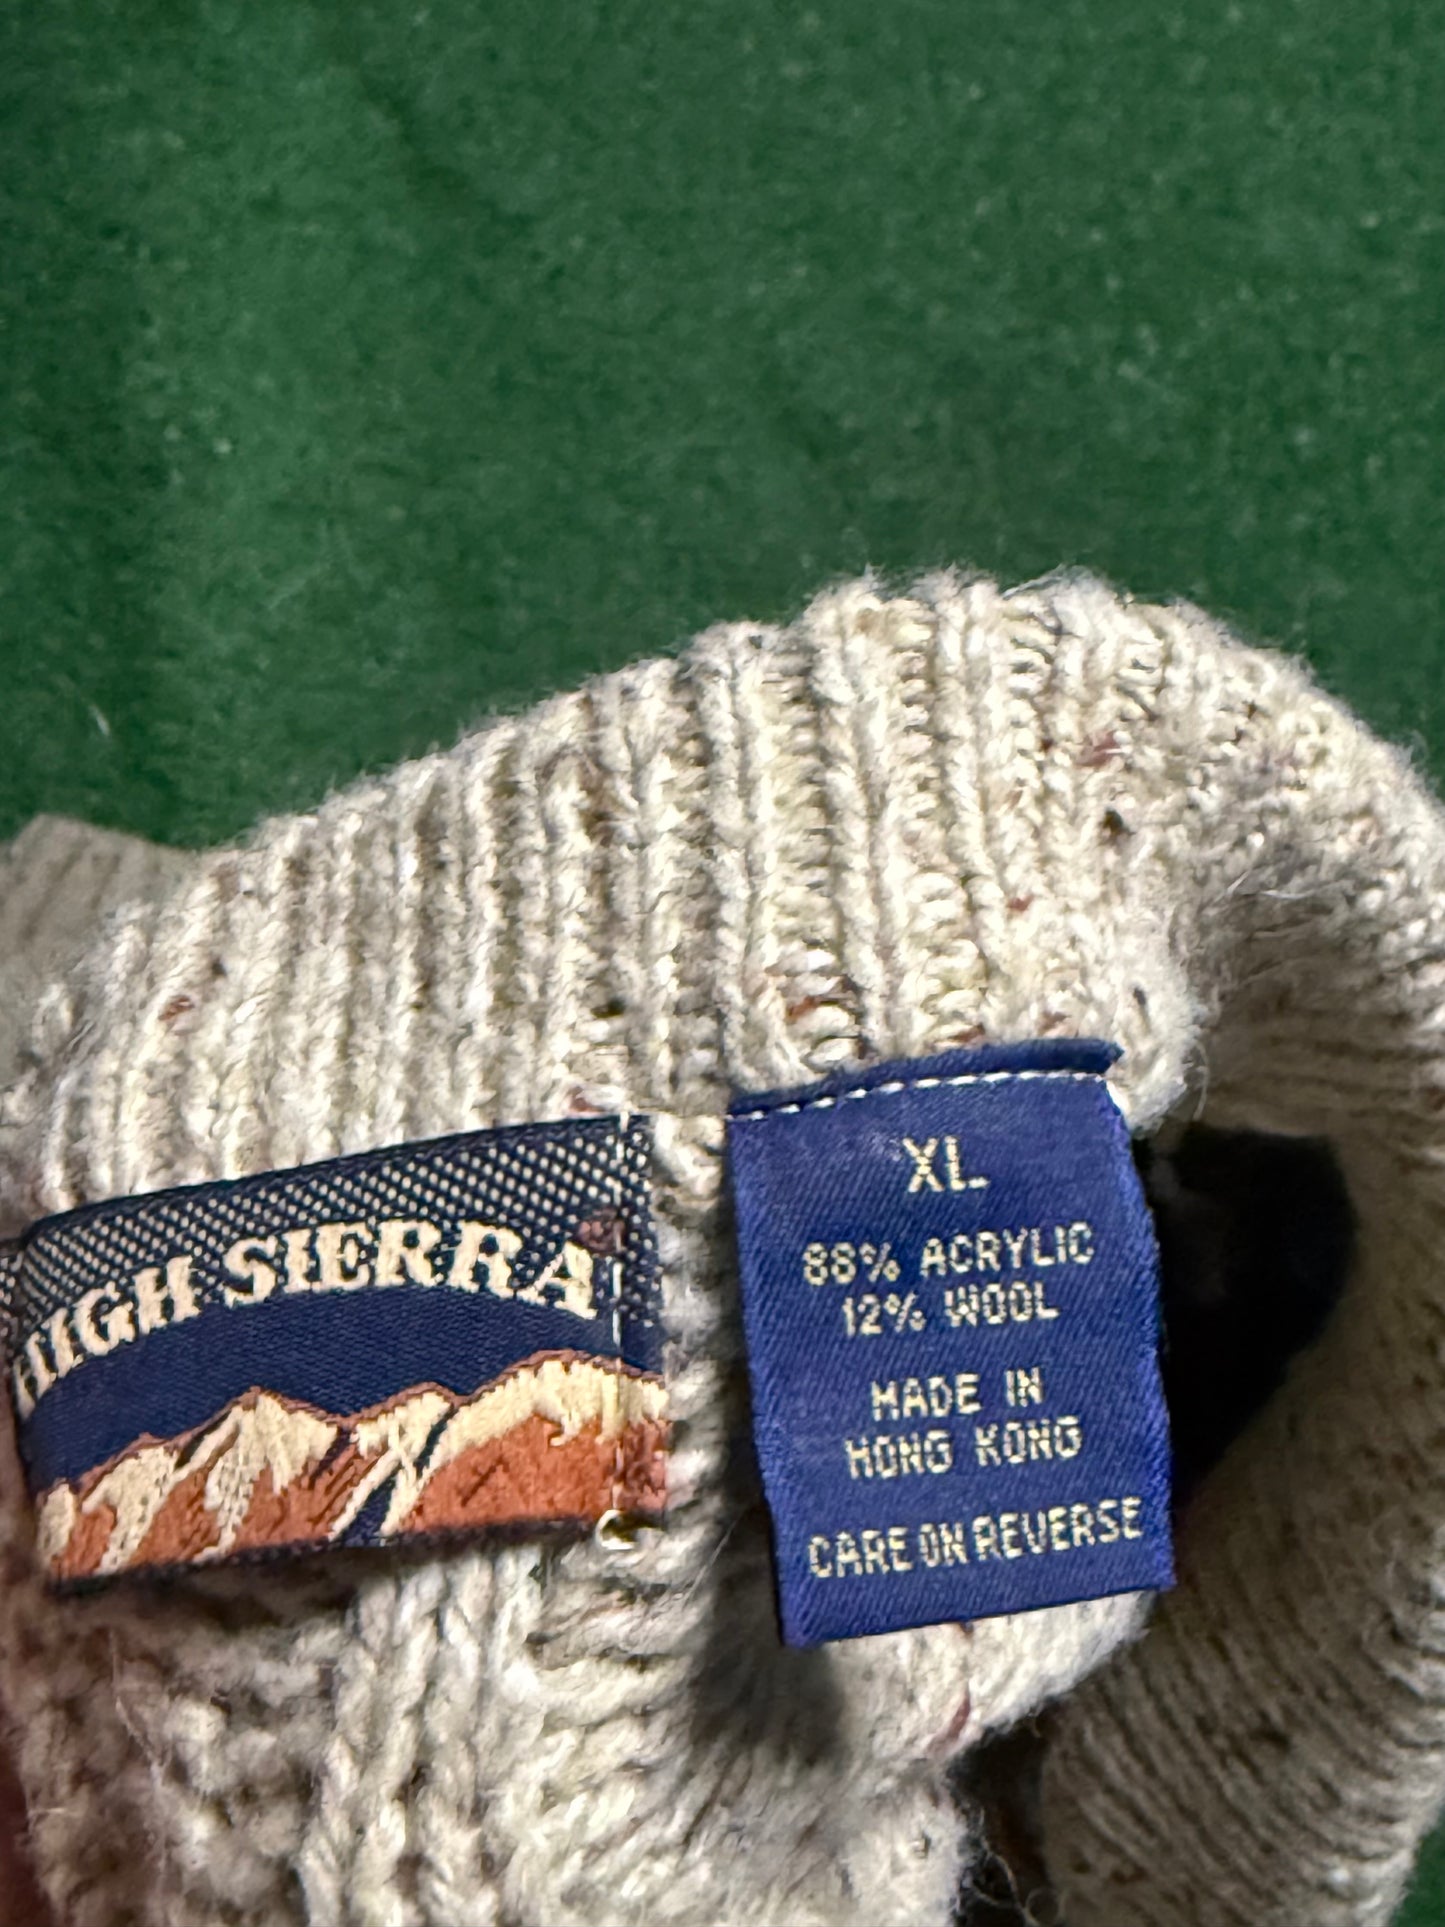 HIGH SIERRA
XL
88% ACRYLIC
12% WOOL
MADE IN
HONG KONG
CARE ON REVERSE